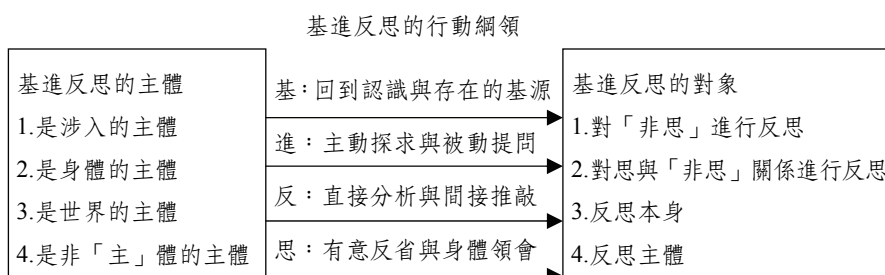 基進反思的行動綱領
基進反思的主體
1.是涉入的主體
2.是身體的主體
3.是世界的主體
4.是非「主」體的主體
基：回到認識與存在的基源
進：主動探求與被動提問
反：直接分析與間接推敲
思：有意反省與身體領會
基進反思的對象
1.對「非思」進行反思
2.對思與「非思」關係進行反思
3.反思本身
4.反思主體